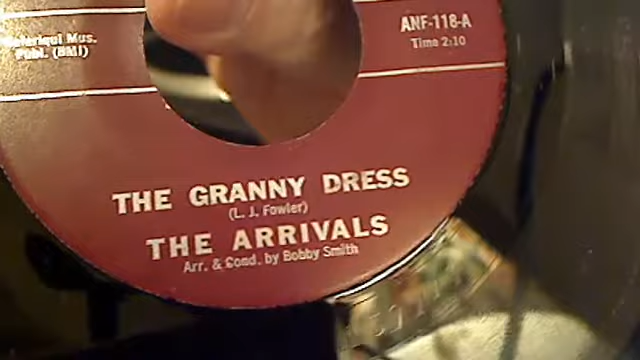 Mus.
Publ. (BMI)
ANF-118-A
Time 2:10
THE GRANNY DRESS
(L. J. Fowler)
THE ARRIVALS
Arr. & Cond. by Bobby Smith